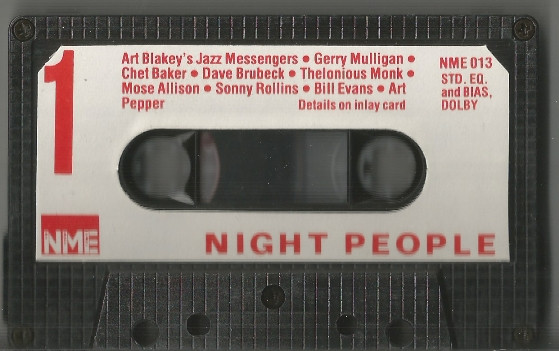 1
Art Blakey's Jazz Messengers • Gerry Mulligan •
Chet Baker • Dave Brubeck • Thelonious Monk •
Mose Allison • Sonny Rollins • Bill Evans • Art
Pepper Details on inlay card
NME 013
STD. EQ.
and BIAS,
DOLBY
NME
NIGHT PEOPLE